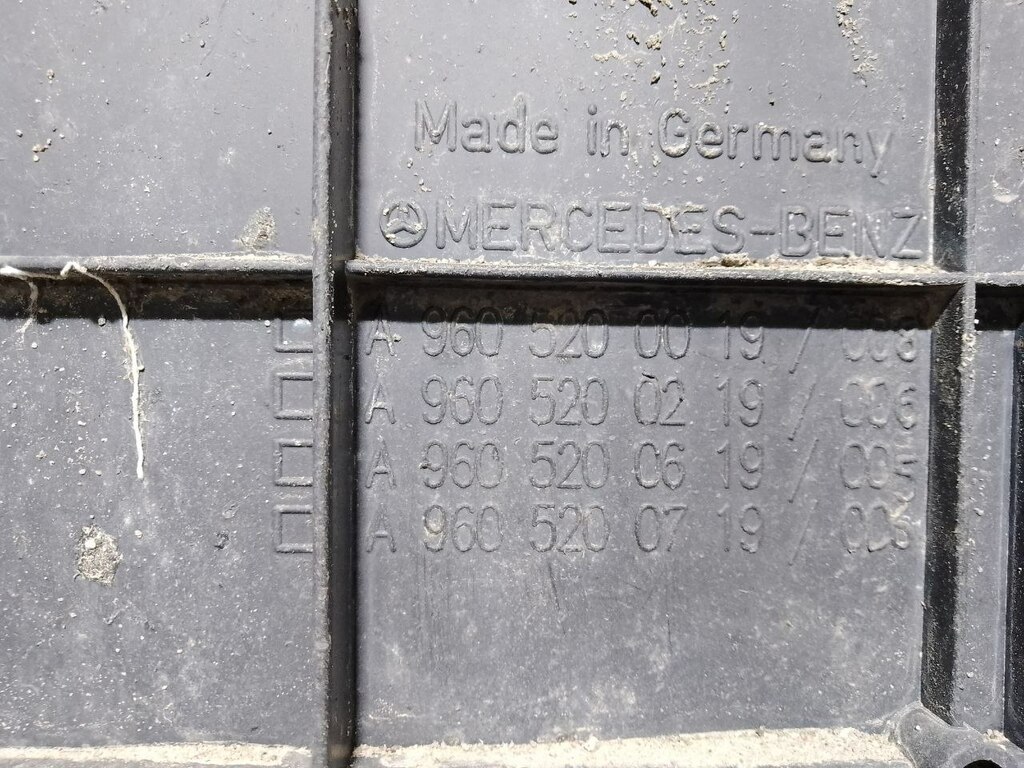 Made in Germany
MERCEDES-BENZ
A 960 520 00 19 / 008
A 960 520 02 19 / 006
A 960 520 06 19 / 005
A 960 520 07 19 /